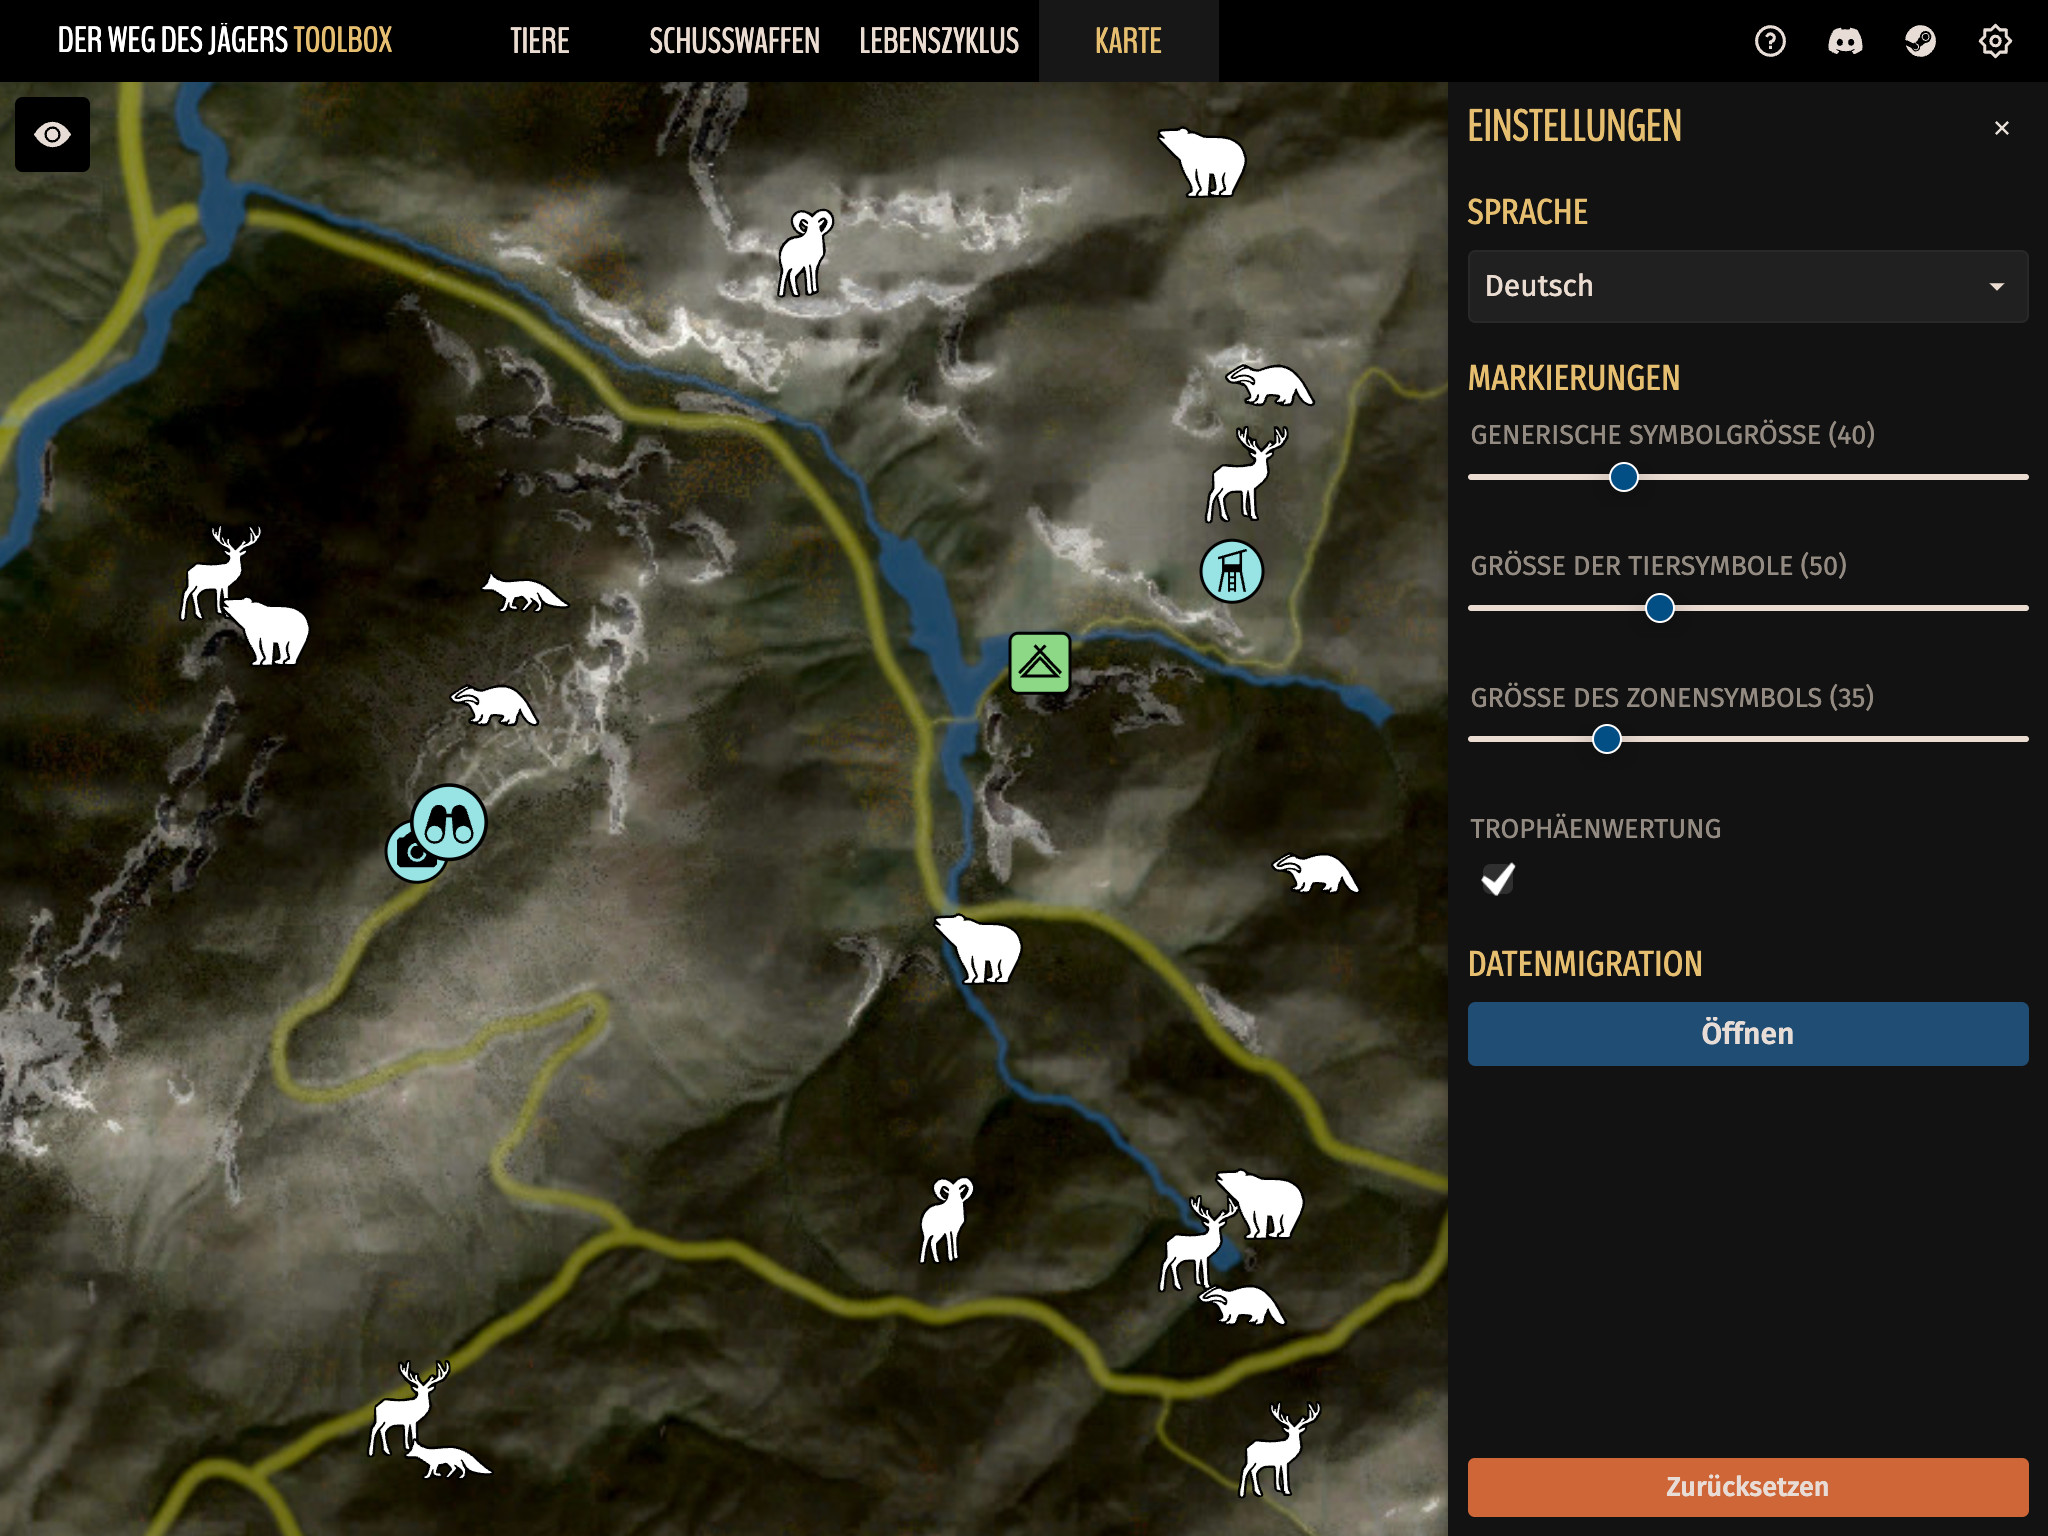 DER WEG DES JÄGERS TOOLBOX
TIERE
SCHUSSWAFFEN
LEBENSZYKLUS
KARTE
EINSTELLUNGEN
SPRACHE
Deutsch
MARKIERUNGEN
GENERISCHE SYMBOLGRÖSSE (40)
GRÖSSE DER TIERSYMBOLE (50)
GRÖSSE DES ZONENSYMBOLS (35)
TROPHÄENWERTUNG
DATENMIGRATION
Öffnen
Zurücksetzen